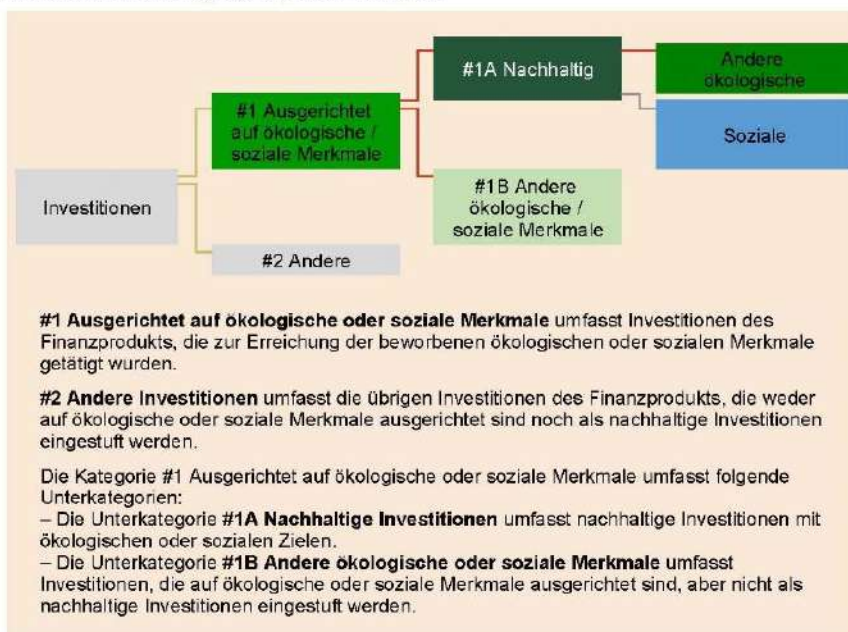 #1A Nachhaltig
Andere
ökologische
#1 Ausgerichtet
auf ökologische /
soziale Merkmale
Soziale
Investitionen
#1B Andere
ökologische /
soziale Merkmale
#2 Andere
#1 Ausgerichtet auf ökologische oder soziale Merkmale umfasst Investitionen des
Finanzprodukts, die zur Erreichung der beworbenen ökologischen oder sozialen Merkmale
getätigt wurden.
#2 Andere Investitionen umfasst die übrigen Investitionen des Finanzprodukts, die weder
auf ökologische oder soziale Merkmale ausgerichtet sind noch als nachhaltige Investitionen
eingestuft werden.
Die Kategorie #1 Ausgerichtet auf ökologische oder soziale Merkmale umfasst folgende
Unterkategorien:
– Die Unterkategorie #1A Nachhaltige Investitionen umfasst nachhaltige Investitionen mit
ökologischen oder sozialen Zielen.
– Die Unterkategorie #1B Andere ökologische oder soziale Merkmale umfasst
Investitionen, die auf ökologische oder soziale Merkmale ausgerichtet sind, aber nicht als
nachhaltige Investitionen eingestuft werden.